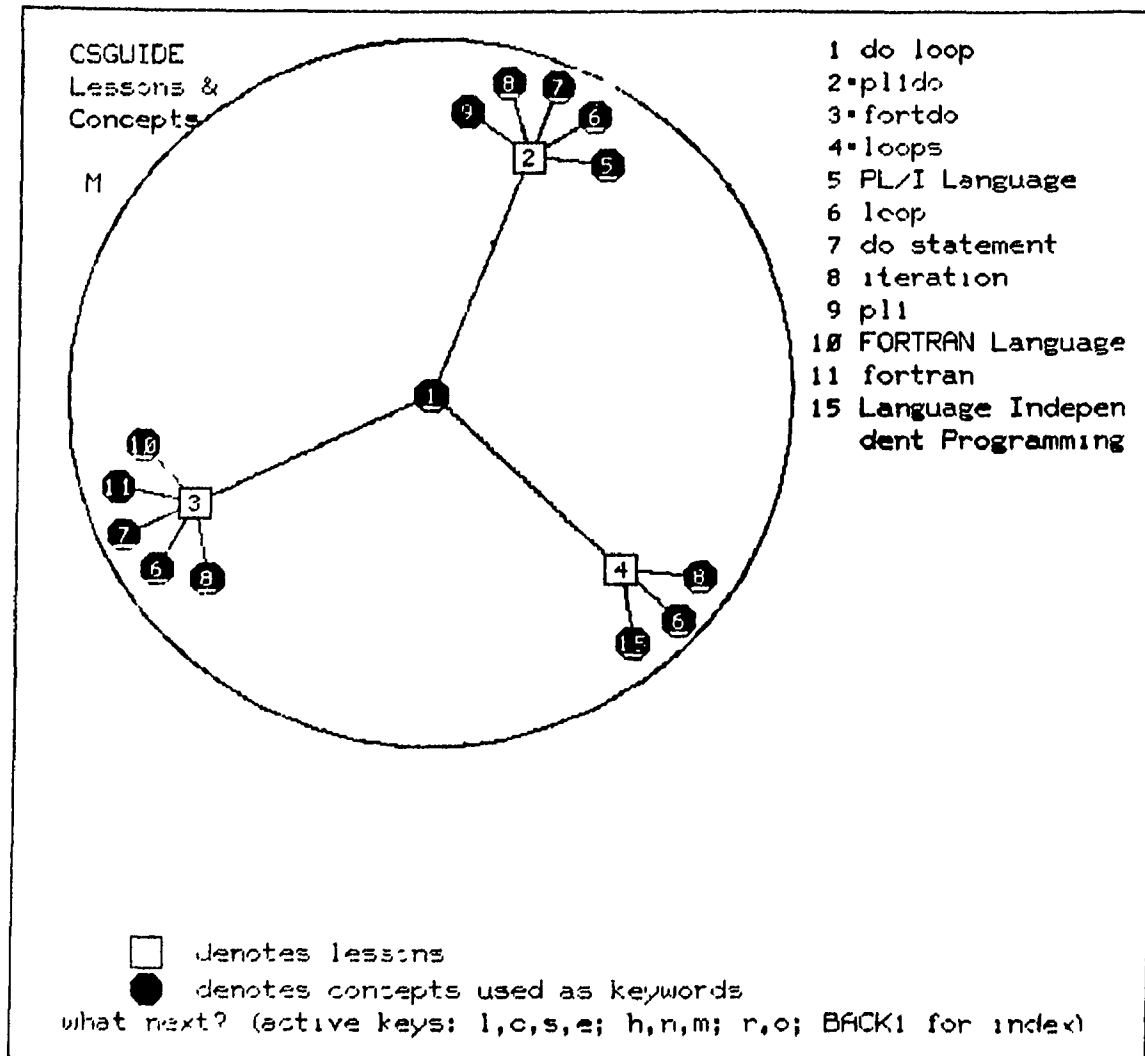 CSGUIDE
Lessons &
Concepts
M
9
8
7
6
5
2
1
10
11
7
6
8
3
4
8
6
15
1 do loop
2▪pl1do
3▪fortdo
4▪loops
5 PL/I Language
6 loop
7 do statement
8 iteration
9 pl1
10 FORTRAN Language
11 fortran
15 Language Indepen
dent Programming
denotes lessons
denotes concepts used as keywords
what next? (active keys: l,c,s,e; h,n,m; r,o; BACK1 for index)